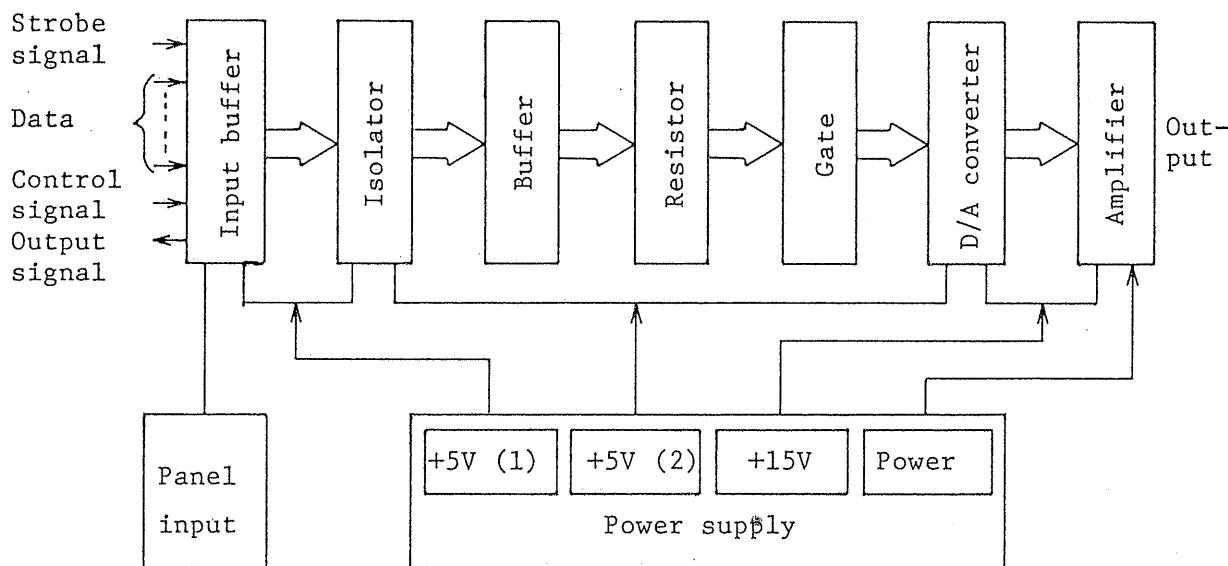 Strobe
signal
Data
Control
signal
Output
signal
Input buffer
Isolator
Buffer
Resistor
Gate
D/A converter
Amplifier
Out-
put
Panel
input
+5V (1)
+5V (2)
+15V
Power
Power supply